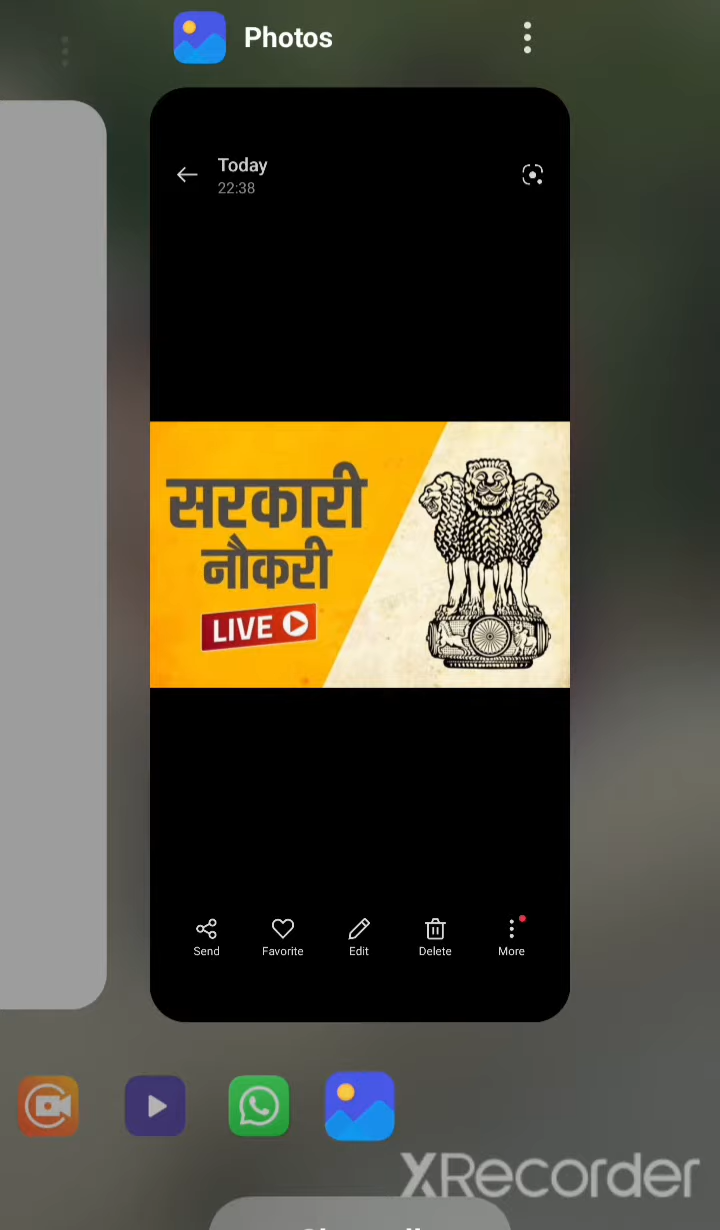 Photos
Today
22:38
सरकारी
नौकरी
LIVE
Send Favorite Edit Delete More
XRecorder